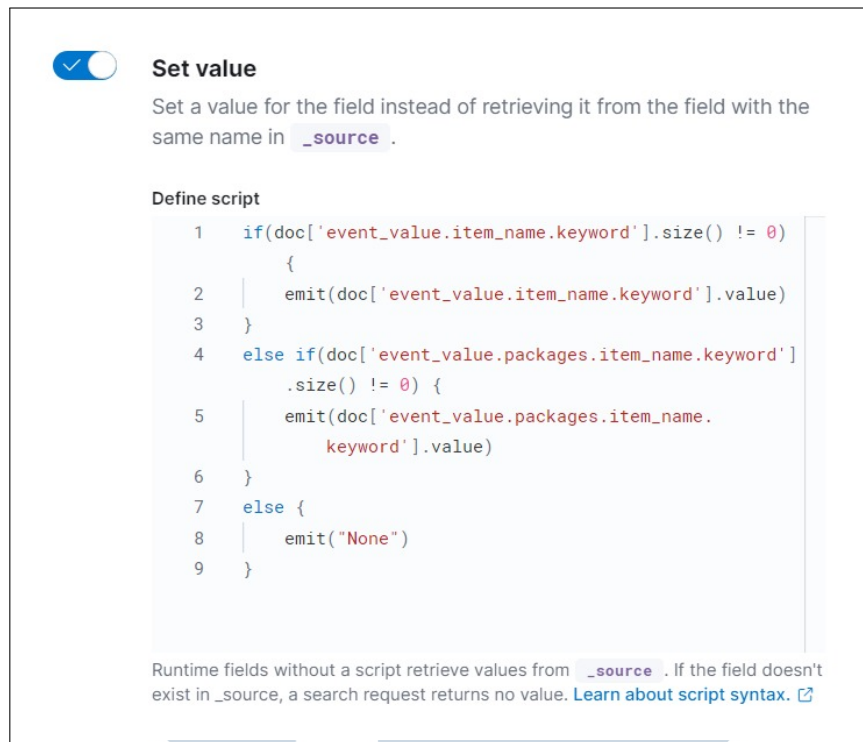 Set value
Set a value for the field instead of retrieving it from the field with the
same name in _source .
Define script
1 if(doc['event_value.item_name.keyword'].size() != 0)
{
2 emit(doc['event_value.item_name.keyword'].value)
3 }
4 else if(doc['event_value.packages.item_name.keyword']
.size() != 0) {
5 emit(doc['event_value.packages.item_name.
keyword'].value)
6 }
7 else {
8 emit("None")
9 }
Runtime fields without a script retrieve values from _source . If the field doesn't
exist in _source, a search request returns no value. Learn about script syntax.